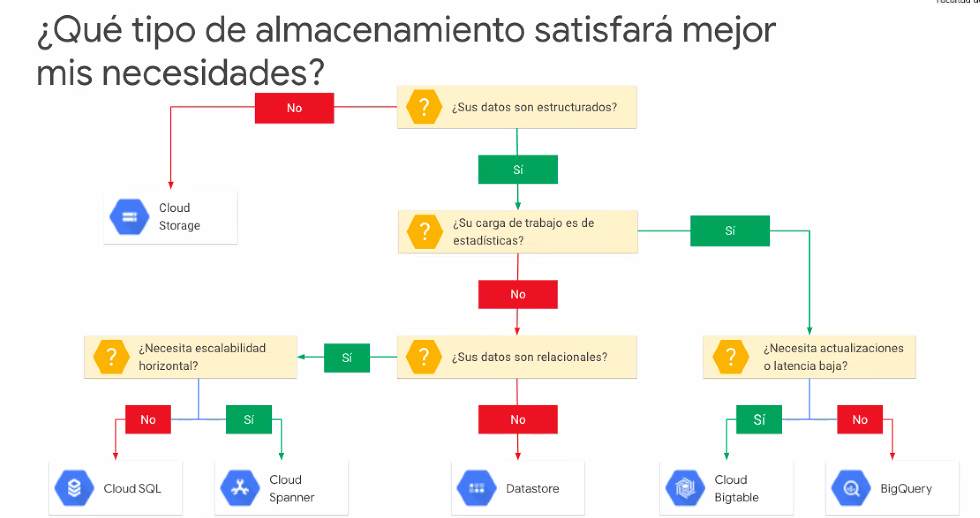 Facultad de
¿Qué tipo de almacenamiento satisfará mejor
mis necesidades?
No
? ¿Sus datos son estructurados?
Sí
Cloud
Storage
? ¿Su carga de trabajo es de
estadísticas?
Sí
No
? ¿Necesita escalabilidad
horizontal?
Sí
? ¿Sus datos son relacionales?
? ¿Necesita actualizaciones
o latencia baja?
No
Sí
No
Sí
No
Cloud SQL
Cloud
Spanner
Datastore
Cloud
Bigtable
BigQuery